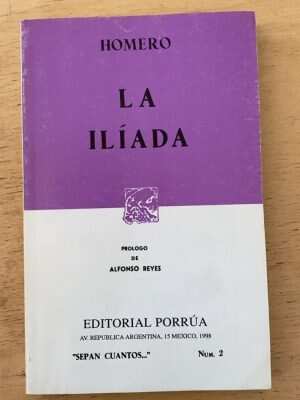 HOMERO
LA
ILÍADA
PROLOGO
DE
ALFONSO REYES
EDITORIAL PORRÚA
AV. REPUBLICA ARGENTINA, 15 MEXICO, 1998
"SEPAN CUANTOS..." NUM. 2